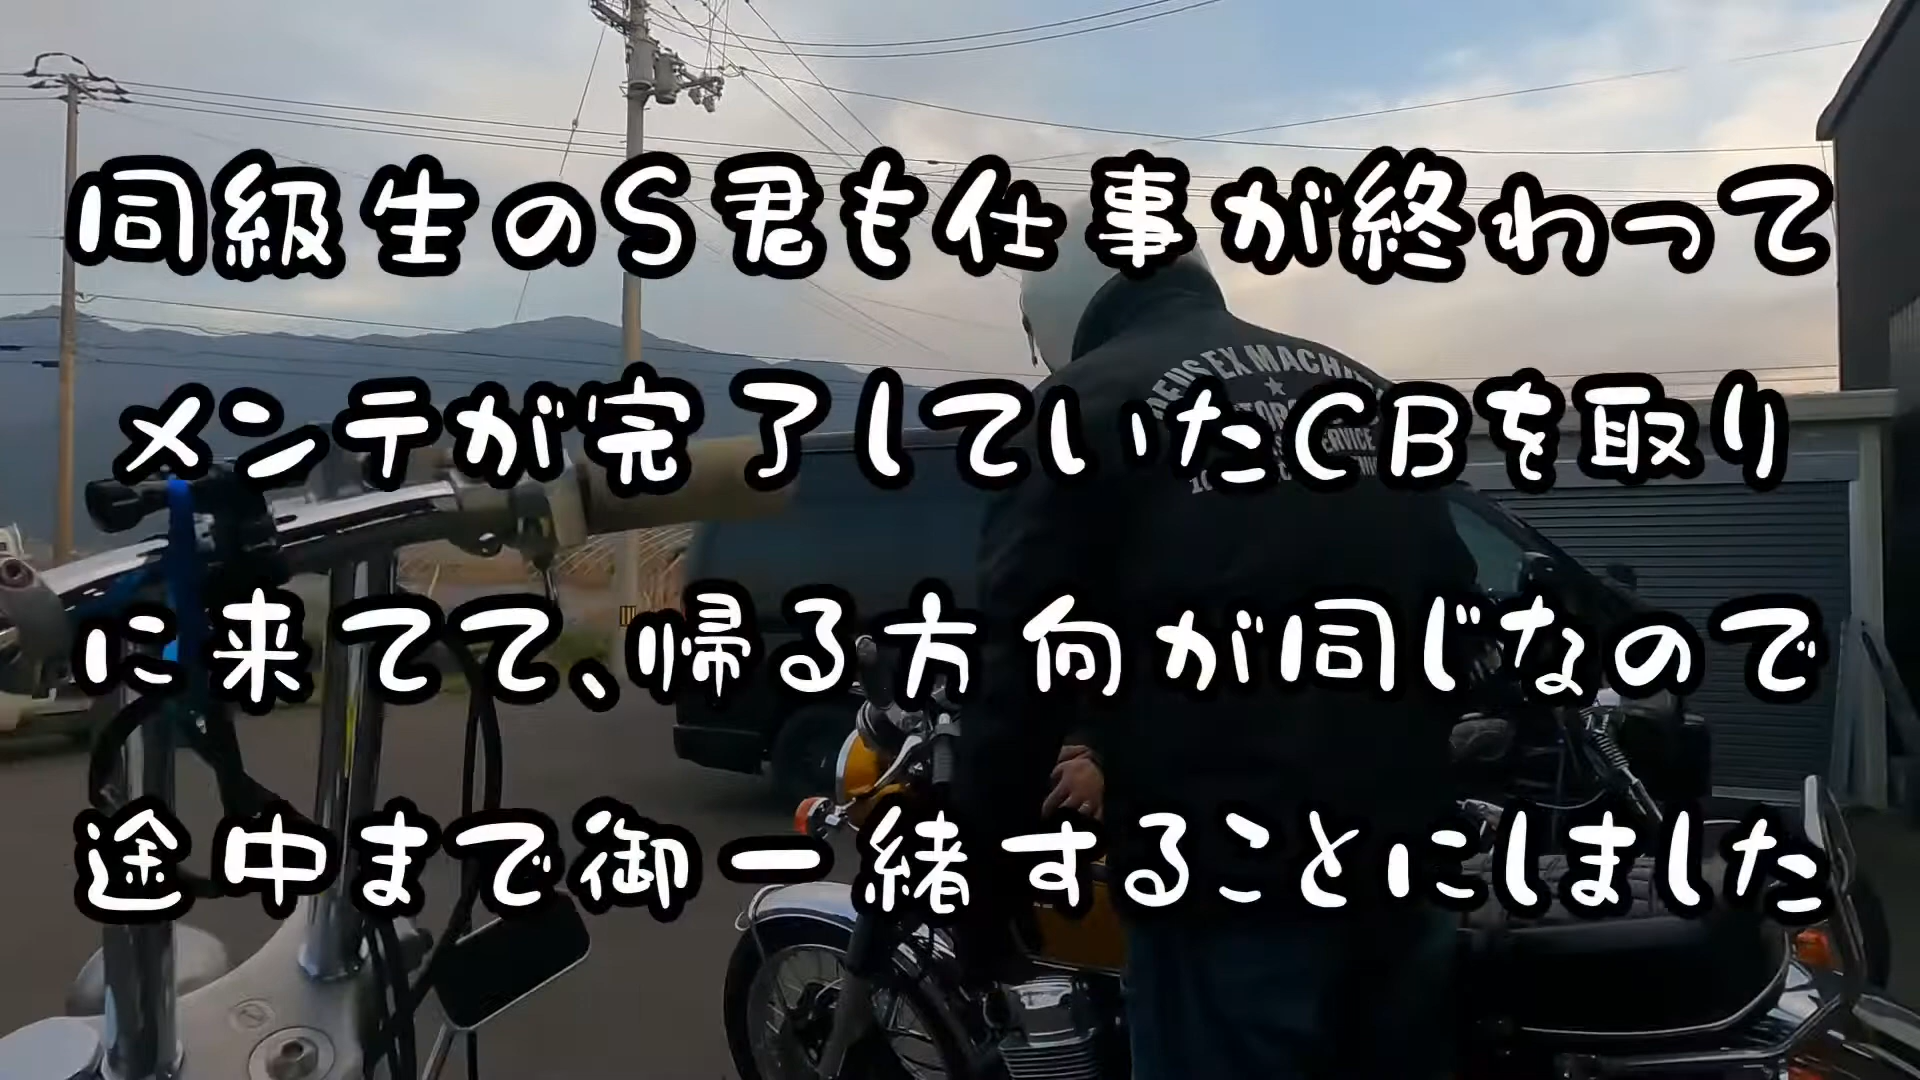 同級生のS君も仕事が終わって
メンテが完了していたCBを取り
に来てて、帰る方向が同じなので
途中まで御一緒することにしました
DEUS EX MACHI
★